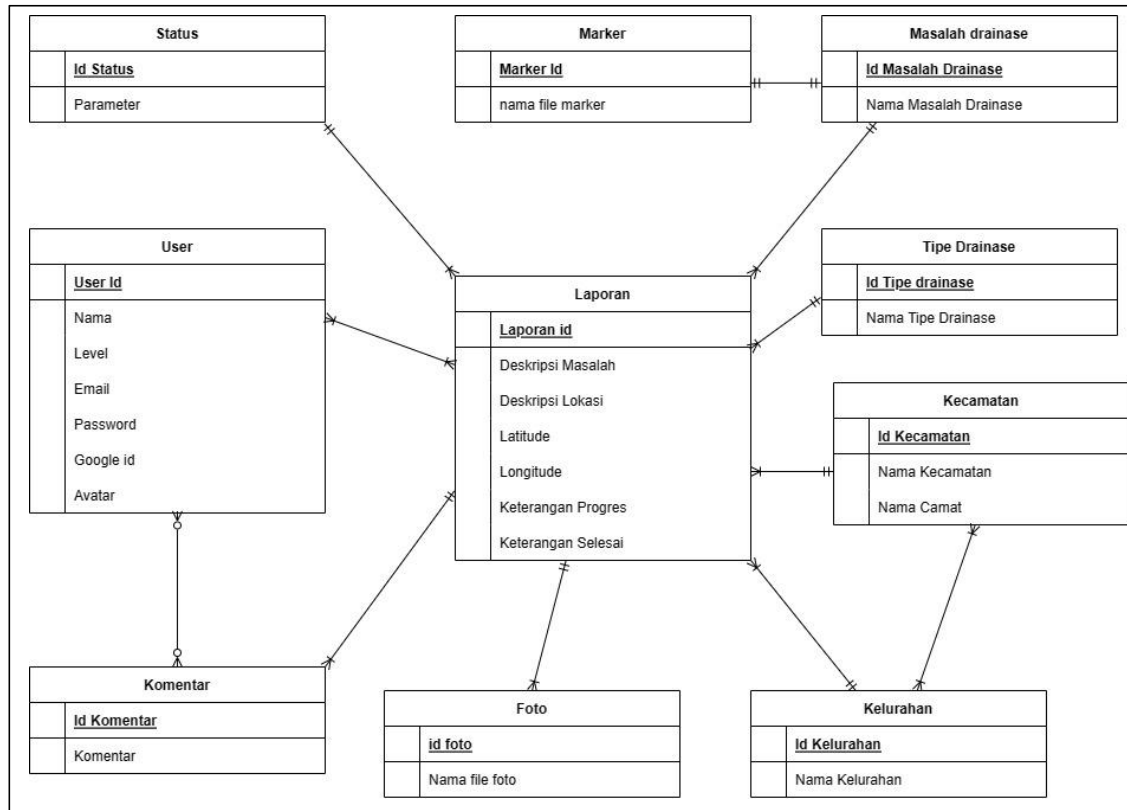 Status
Id Status
Parameter
Marker
Marker Id
nama file marker
Masalah drainase
Id Masalah Drainase
Nama Masalah Drainase
User
User Id
Nama
Level
Email
Password
Google id
Avatar
Laporan
Laporan id
Deskripsi Masalah
Deskripsi Lokasi
Latitude
Longitude
Keterangan Progres
Keterangan Selesai
Tipe Drainase
Id Tipe drainase
Nama Tipe Drainase
Kecamatan
Id Kecamatan
Nama Kecamatan
Nama Camat
Komentar
Id Komentar
Komentar
Foto
id foto
Nama file foto
Kelurahan
Id Kelurahan
Nama Kelurahan